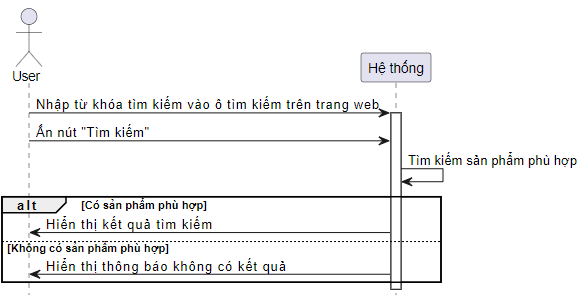 User
Hệ thống
Nhập từ khóa tìm kiếm vào ô tìm kiếm trên trang web
Ấn nút "Tìm kiếm"
Tìm kiếm sản phẩm phù hợp
alt [Có sản phẩm phù hợp]
Hiển thị kết quả tìm kiếm
[Không có sản phẩm phù hợp]
Hiển thị thông báo không có kết quả